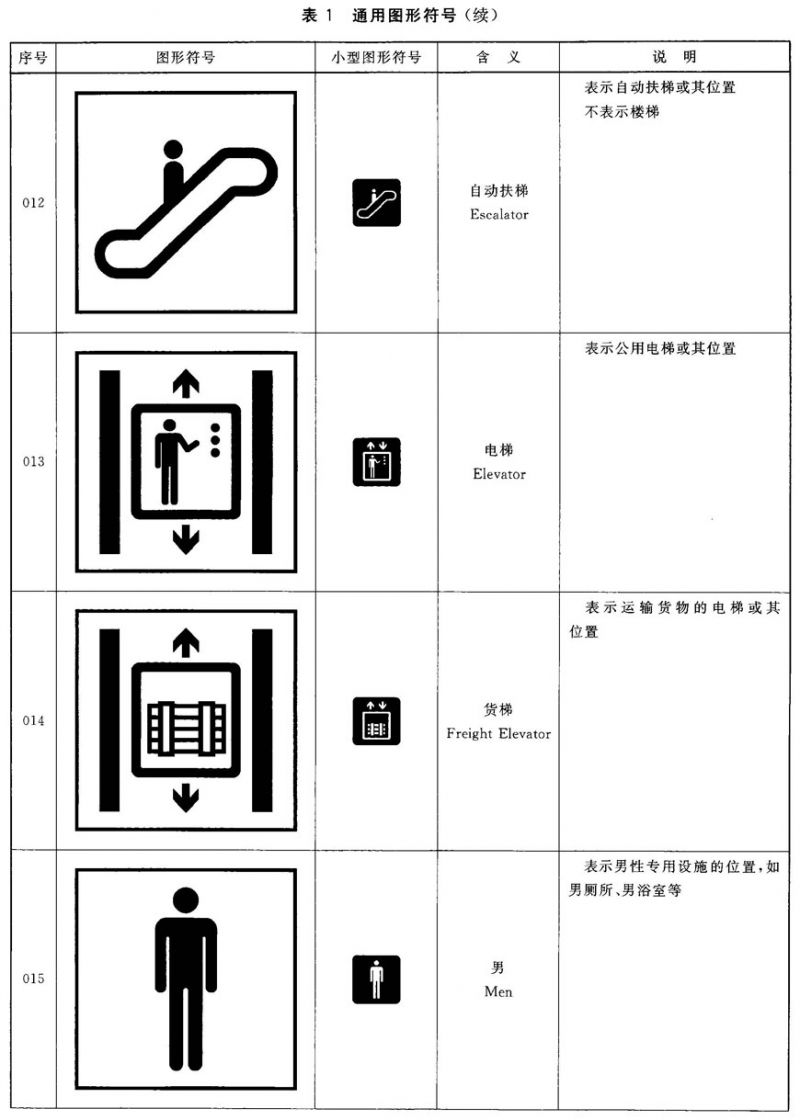 表 1 通用图形符号(续)
序号 图形符号 小型图形符号 含 义 说 明
012 自动扶梯 Escalator 表示自动扶梯或其位置
不表示楼梯
013 电梯 Elevator 表示公用电梯或其位置
014 货梯 Freight Elevator 表示运输货物的电梯或其
位置
015 男 Men 表示男性专用设施的位置,如
男厕所、男浴室等